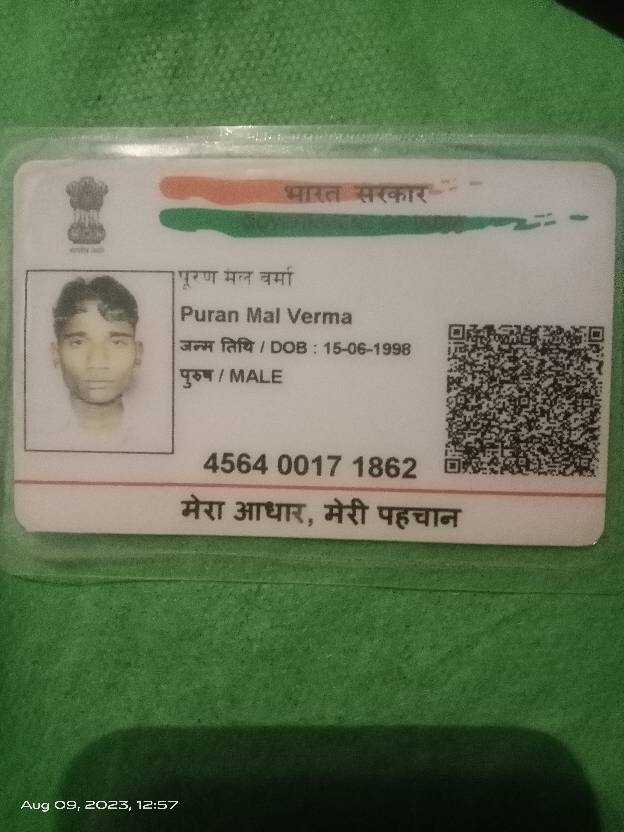 भारत सरकार
पूरण मल वर्मा
Puran Mal Verma
जन्म तिथि / DOB : 15-06-1998
पुरुष / MALE
4564 0017 1862
मेरा आधार, मेरी पहचान
Aug 09, 2023, 12:57